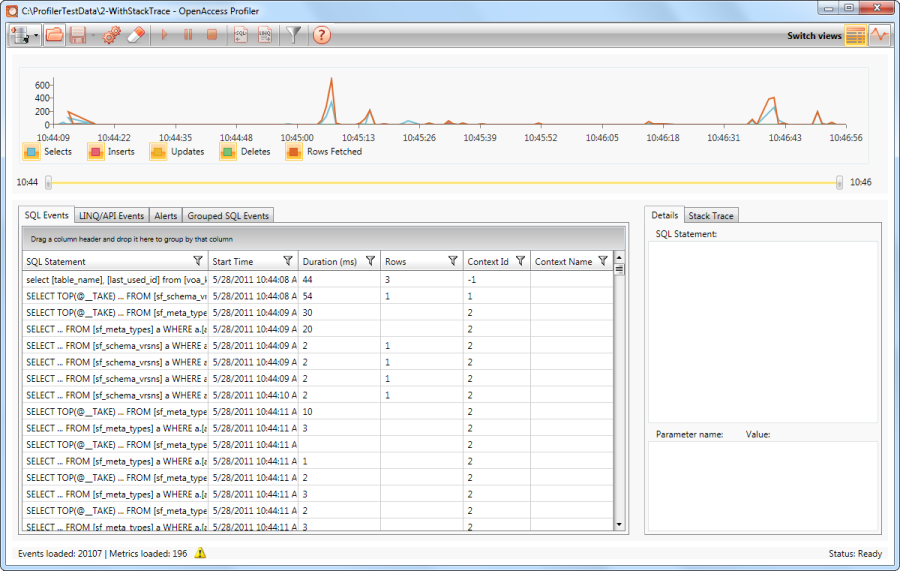 C:\ProfilerTestData\2-WithStackTrace - OpenAccess Profiler
SQL LINQ ? Switch views
600
400
200
0
10:44:09 10:44:22 10:44:35 10:44:48 10:45:00 10:45:13 10:45:26 10:45:39 10:45:52 10:46:05 10:46:18 10:46:31 10:46:43 10:46:56
Selects Inserts Updates Deletes Rows Fetched
10:44 10:46
SQL Events LINQ/API Events Alerts Grouped SQL Events
Drag a column header and drop it here to group by that column
SQL Statement Start Time Duration (ms) Rows Context Id Context Name
select [table_name], [last_used_id] from [voa_k 5/28/2011 10:44:08 A 44 3 -1
SELECT TOP(@__TAKE) ... FROM [sf_schema_vr 5/28/2011 10:44:08 A 54 1 1
SELECT TOP(@__TAKE) ... FROM [sf_meta_type 5/28/2011 10:44:09 A 30 2
SELECT ... FROM [sf_meta_types] a WHERE a.[a 5/28/2011 10:44:09 A 20 2
SELECT ... FROM [sf_schema_vrsns] a WHERE a 5/28/2011 10:44:09 A 2 1 2
SELECT ... FROM [sf_schema_vrsns] a WHERE a 5/28/2011 10:44:09 A 2 1 2
SELECT ... FROM [sf_schema_vrsns] a WHERE a 5/28/2011 10:44:09 A 2 1 2
SELECT ... FROM [sf_schema_vrsns] a WHERE a 5/28/2011 10:44:10 A 2 1 2
SELECT TOP(@__TAKE) ... FROM [sf_meta_type 5/28/2011 10:44:11 A 10 2
SELECT ... FROM [sf_meta_types] a WHERE a.[a 5/28/2011 10:44:11 A 3 2
SELECT TOP(@__TAKE) ... FROM [sf_meta_type 5/28/2011 10:44:11 A 2
SELECT ... FROM [sf_meta_types] a WHERE a.[a 5/28/2011 10:44:11 A 1 2
SELECT TOP(@__TAKE) ... FROM [sf_meta_type 5/28/2011 10:44:11 A 2 2
SELECT ... FROM [sf_meta_types] a WHERE a.[a 5/28/2011 10:44:11 A 3 2
SELECT TOP(@__TAKE) ... FROM [sf_meta_type 5/28/2011 10:44:11 A 2 2
SELECT ... FROM [sf_meta_types] a WHERE a.[a 5/28/2011 10:44:11 A 3 2
Details Stack Trace
SQL Statement:
Parameter name: Value:
Events loaded: 20107 | Metrics loaded: 196 Status: Ready